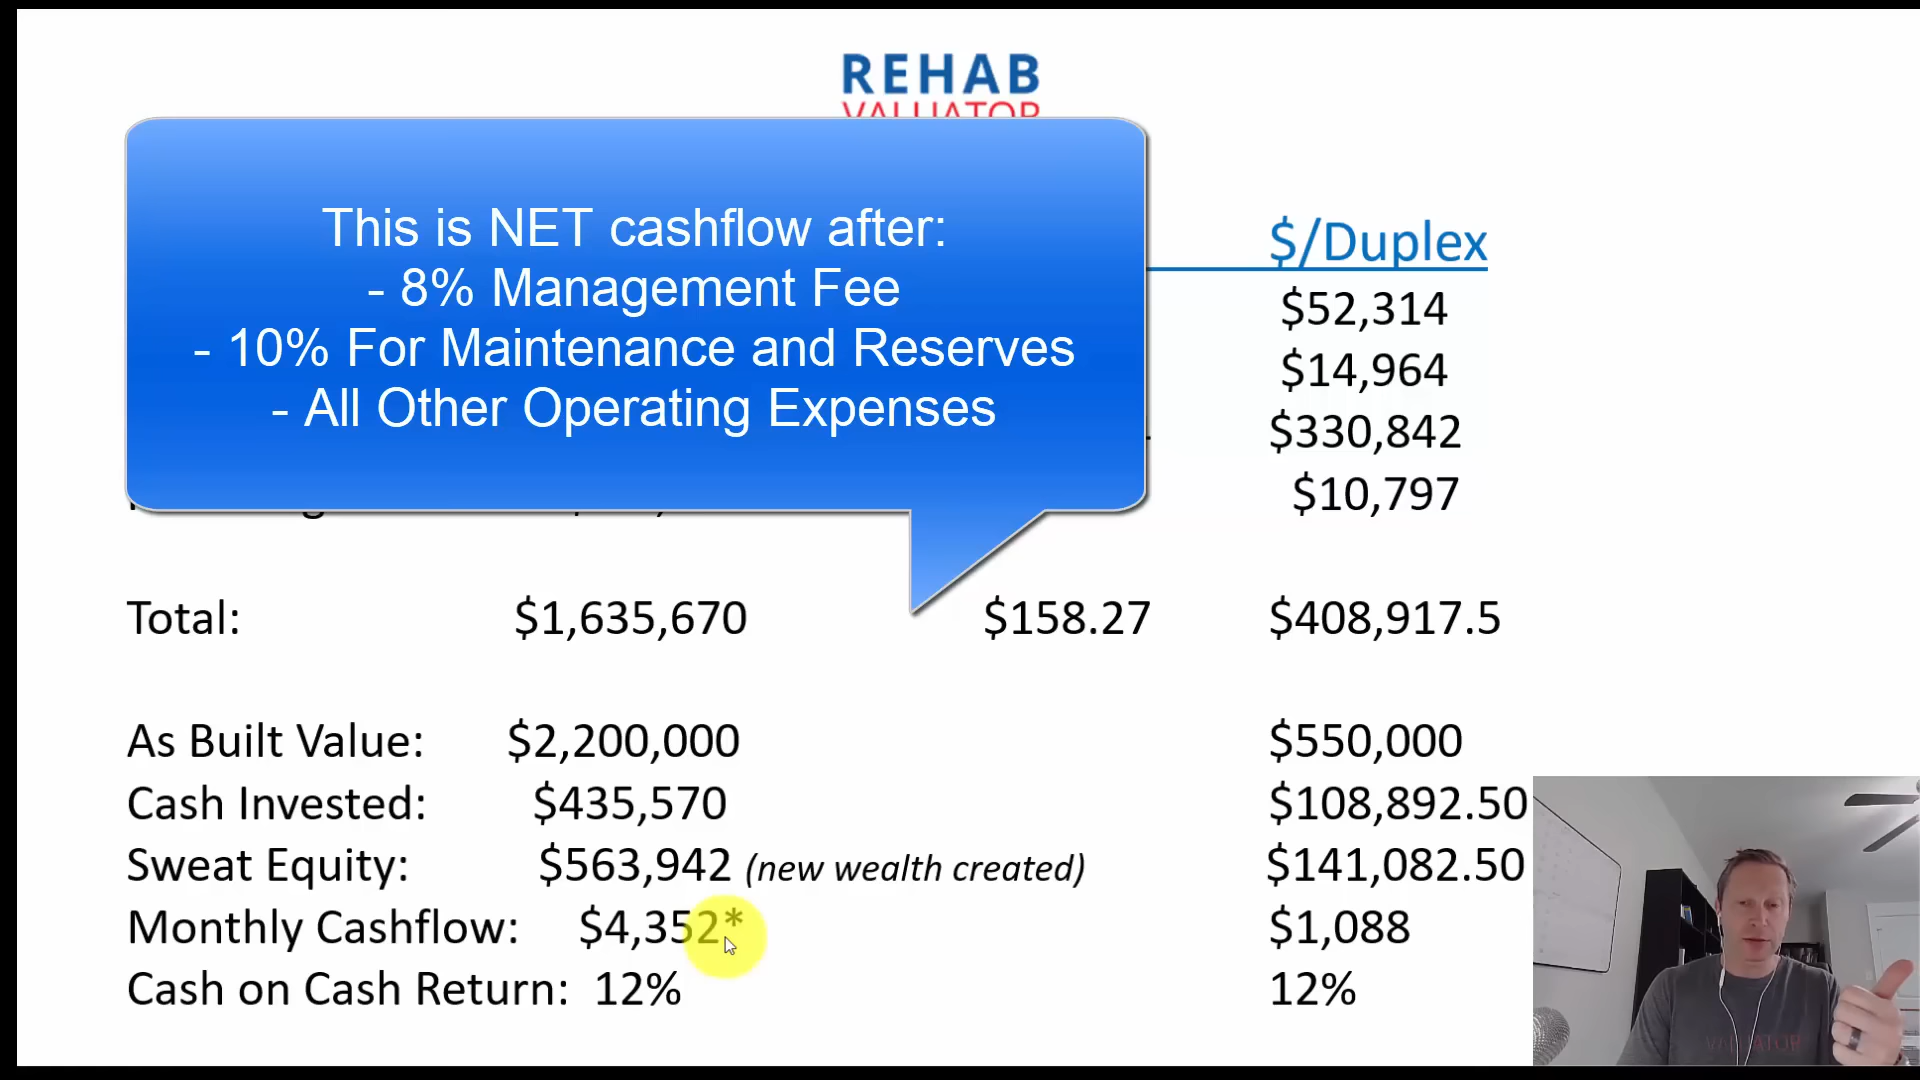 REHAB
VALUATOR
This is NET cashflow after:
- 8% Management Fee
- 10% For Maintenance and Reserves
- All Other Operating Expenses
$/Duplex
$52,314
$14,964
$330,842
$10,797
Total: $1,635,670 $158.27 $408,917.5
As Built Value: $2,200,000 $550,000
Cash Invested: $435,570 $108,892.50
Sweat Equity: $563,942 (new wealth created) $141,082.50
Monthly Cashflow: $4,352* $1,088
Cash on Cash Return: 12% 12%